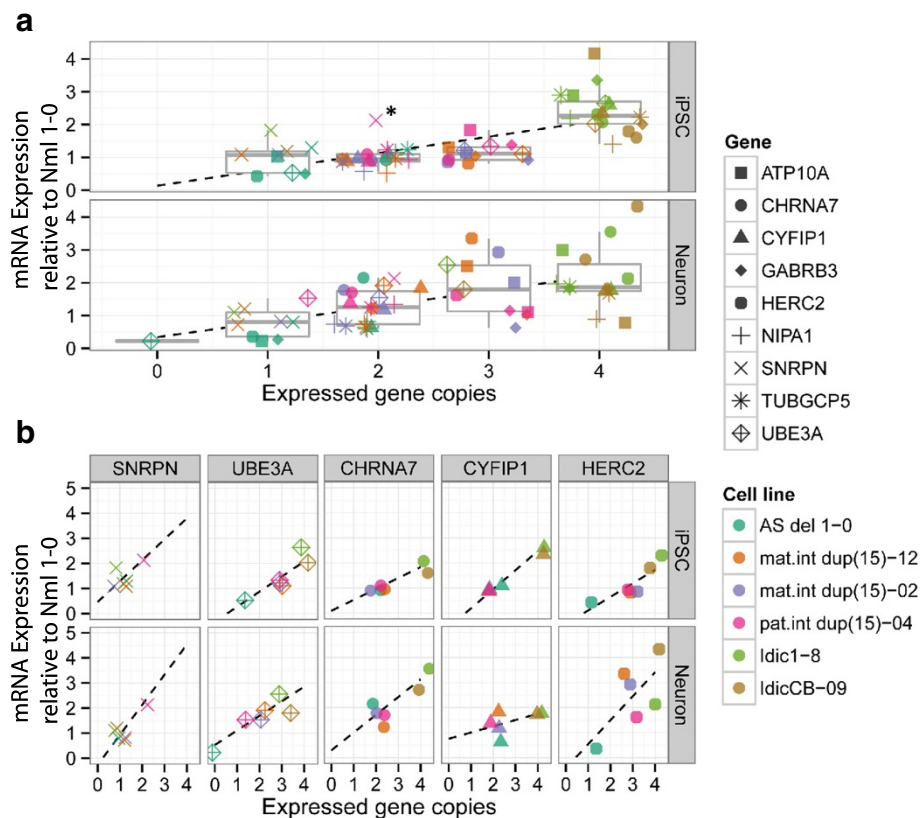 a
mRNA Expression
relative to Nml 1-0
4
3
2
1
0
*
iPSC
4
3
2
1
0
Neuron
0 1 2 3 4
Expressed gene copies
Gene
ATP10A
CHRNA7
CYFIP1
GABRB3
HERC2
NIPA1
SNRPN
TUBGCP5
UBE3A
b
SNRPN UBE3A CHRNA7 CYFIP1 HERC2
mRNA Expression
relative to Nml 1-0
5
4
3
2
1
0
iPSC
5
4
3
2
1
0
Neuron
0 1 2 3 4 0 1 2 3 4 0 1 2 3 4 0 1 2 3 4 0 1 2 3 4
Expressed gene copies
Cell line
AS del 1-0
mat.int dup(15)-12
mat.int dup(15)-02
pat.int dup(15)-04
Idic1-8
IdicCB-09